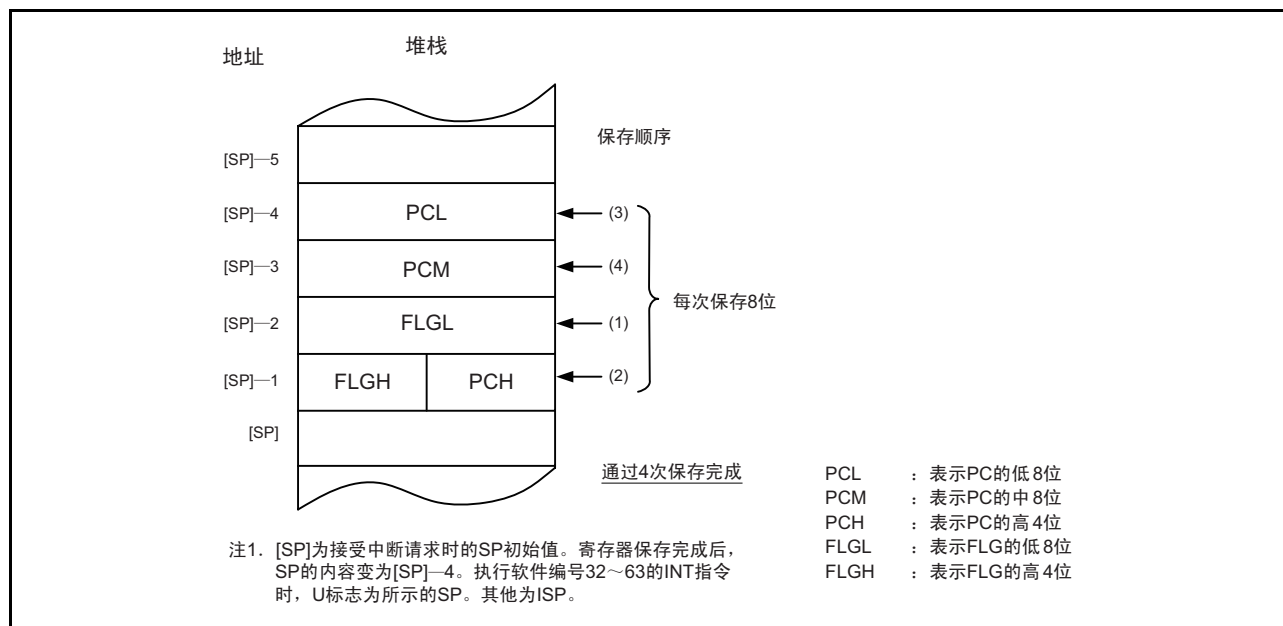 地址
堆栈
保存顺序
[SP]—5
[SP]—4 PCL (3)
[SP]—3 PCM (4)
每次保存8位
[SP]—2 FLGL (1)
[SP]—1 FLGH PCH (2)
[SP]
通过4次保存完成
PCL ：表示PC的低8位
PCM ：表示PC的中8位
PCH ：表示PC的高4位
FLGL ：表示FLG的低8位
FLGH ：表示FLG的高4位
注1. [SP]为接受中断请求时的SP初始值。寄存器保存完成后，
SP的内容变为[SP]—4。执行软件编号32～63的INT指令
时，U标志为所示的SP。其他为ISP。